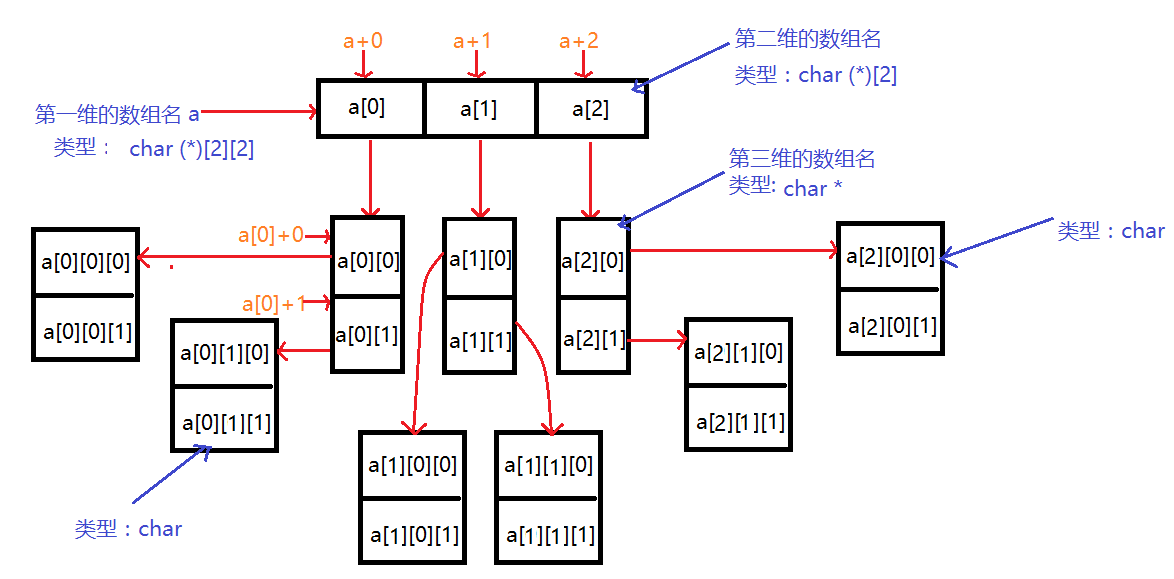 a+0
a+1
a+2
第二维的数组名
类型：char (*)[2]
第一维的数组名 a
类型： char (*)[2][2]
a[0]
a[1]
a[2]
第三维的数组名
类型: char *
a[0]+0
a[0]+1
a[0][0]
a[0][1]
a[1][0]
a[1][1]
a[2][0]
a[2][1]
类型：char
a[0][0][0]
a[0][0][1]
a[2][0][0]
a[2][0][1]
a[0][1][0]
a[0][1][1]
a[2][1][0]
a[2][1][1]
a[1][0][0]
a[1][0][1]
a[1][1][0]
a[1][1][1]
类型：char